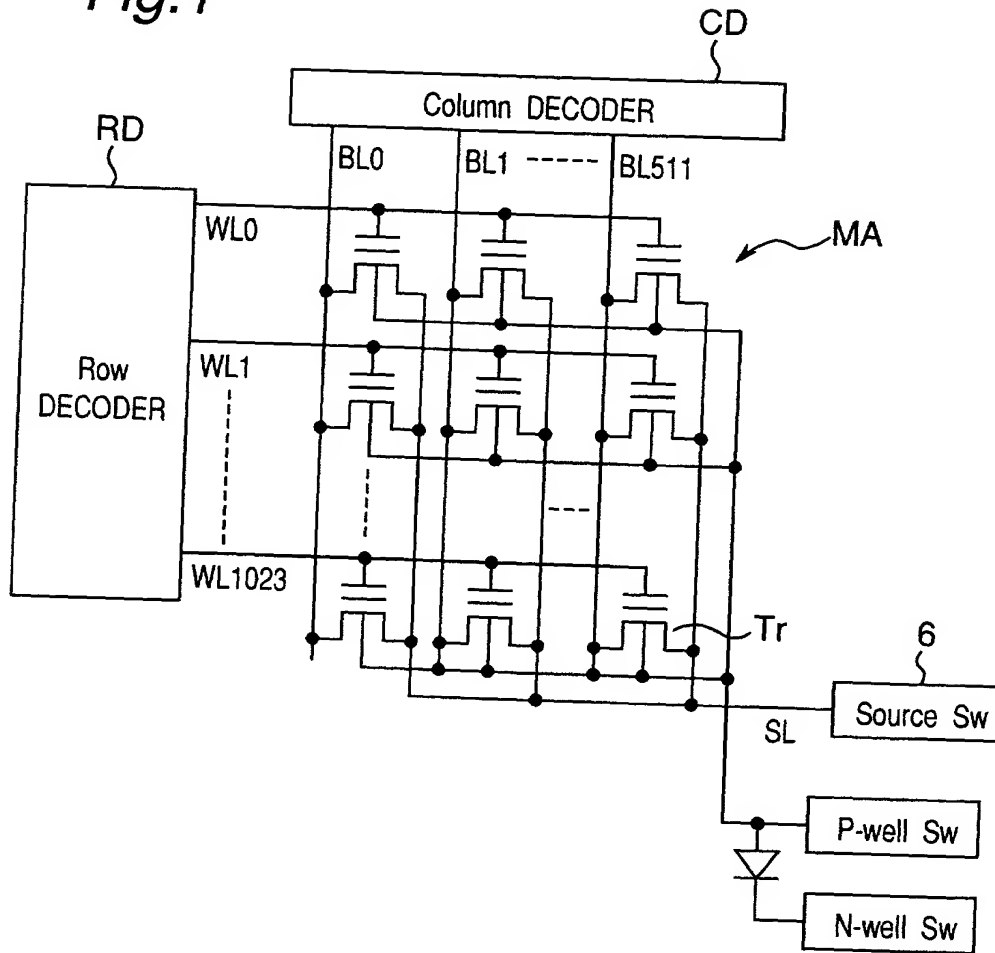 Fig.1
CD
Column DECODER
RD
BL0
BL1
BL511
WL0
MA
WL1
Row
DECODER
WL1023
Tr
6
Source Sw
SL
P-well Sw
N-well Sw